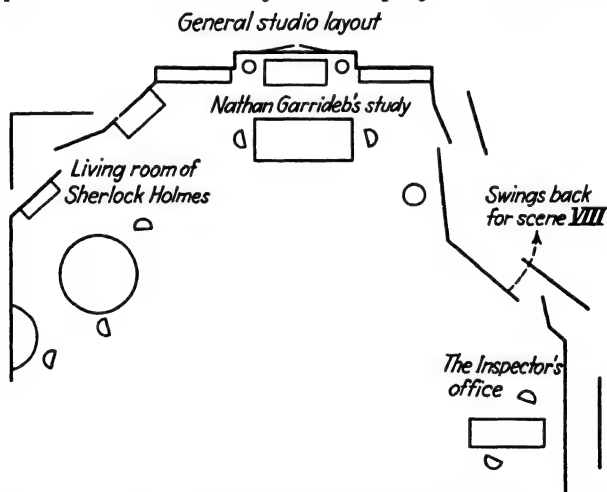 General studio layout
Nathan Garrideb's study
Living room of
Sherlock Holmes
Swings back
for scene VIII
The Inspector's
office